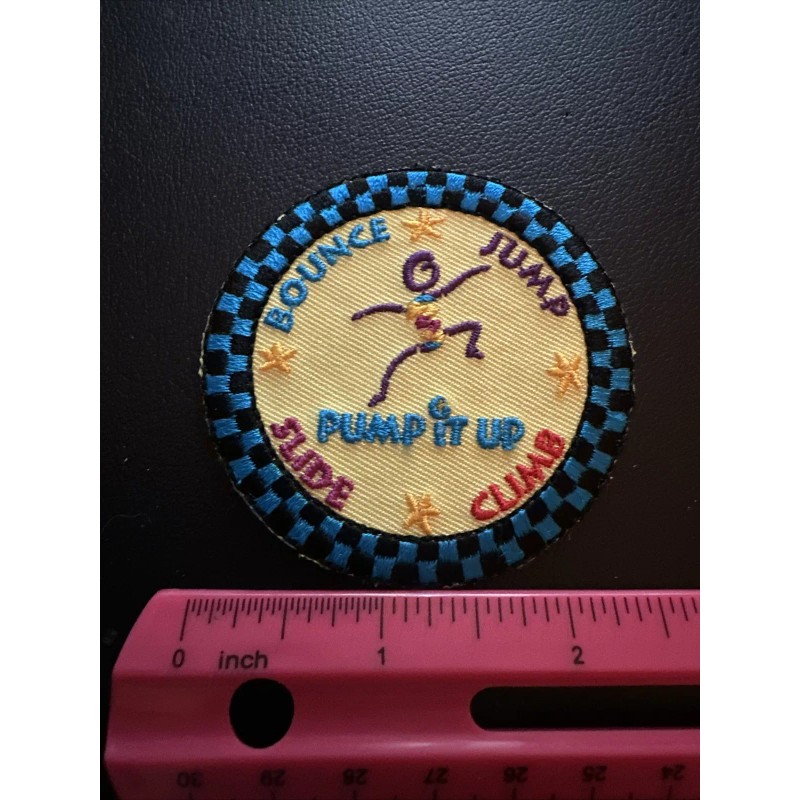 BOUNCE
JUMP
PUMP iT UP
SLIDE
CLIMB
0 inch 1 2
30 29 28 27 26 25 24